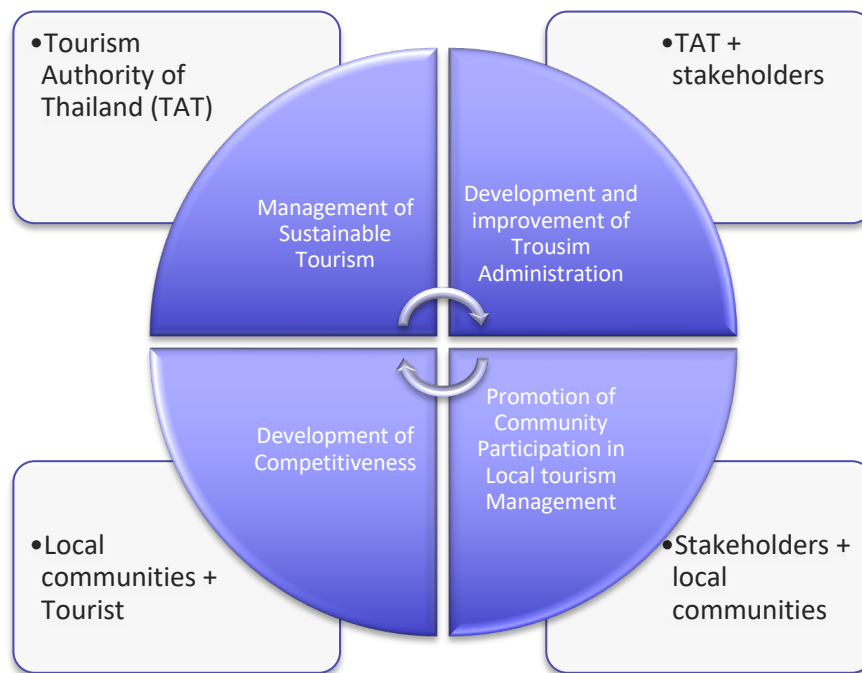 •Tourism
Authority of
Thailand (TAT)
•TAT +
stakeholders
Management of
Sustainable
Tourism
Development and
improvement of
Trousim
Administration
Development of
Competitiveness
Promotion of
Community
Participation in
Local tourism
Management
•Local
communities +
Tourist
•Stakeholders +
local
communities